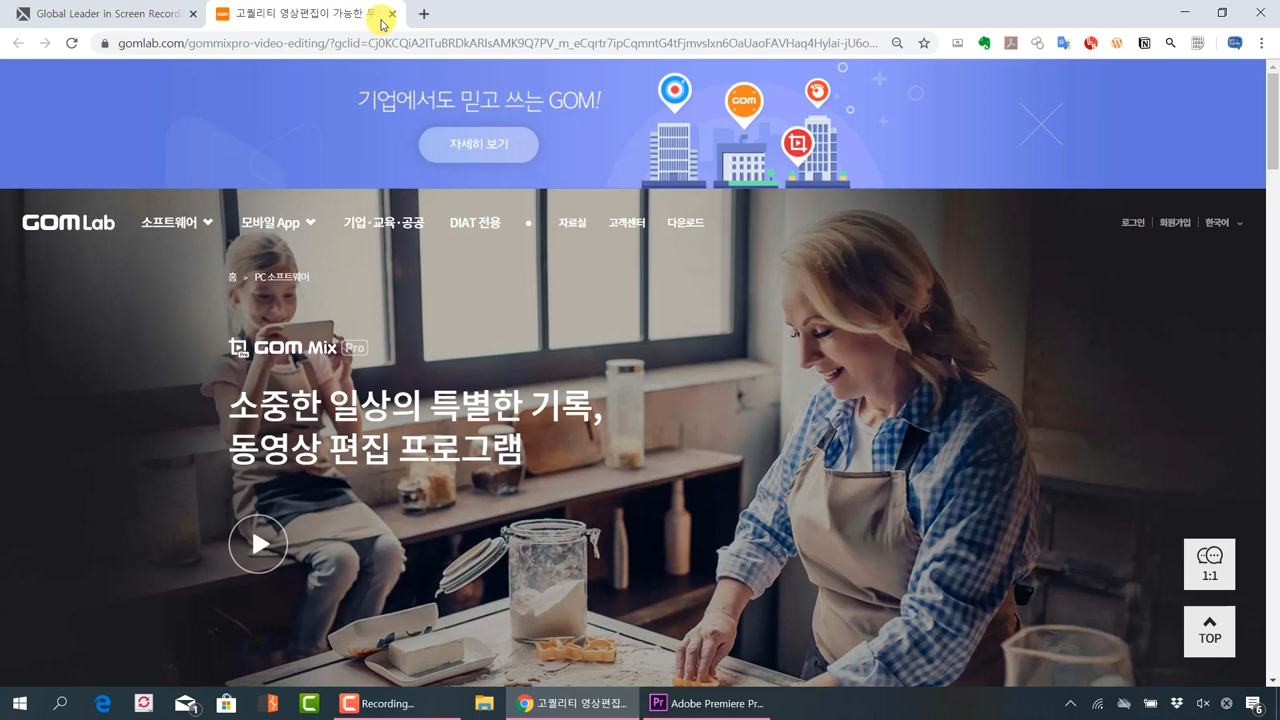 Global Leader in Screen Record
고퀄리티 영상편집이 가능한 무
gomlab.com/gommixpro-video-editing/?gclid=Cj0KCQiA2ITuBRDkARIsAMK9Q7PV_m_eCqrtr7ipCqmntG4tFjmvsIxn6OaUaoFAVHaq4Hylai-jU6o...
기업에서도 믿고 쓰는 GOM!
자세히 보기
GOM
GOM Lab
소프트웨어
모바일 App
기업·교육·공공
DIAT 전용
자료실
고객센터
다운로드
로그인
회원가입
한국어
홈 > PC 소프트웨어
GOM Mix Pro
소중한 일상의 특별한 기록,
동영상 편집 프로그램
1:1
TOP
Recording...
고퀄리티 영상편집...
Pr Adobe Premiere Pr...
1
6